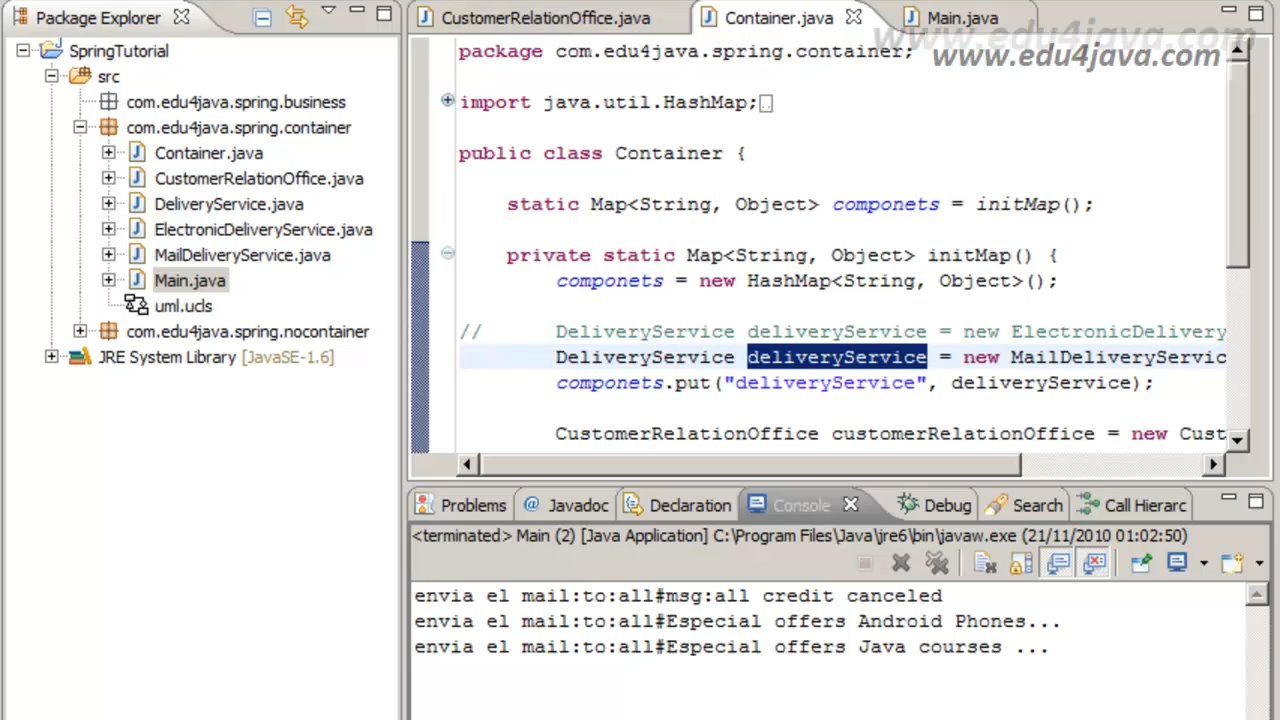 Package Explorer
SpringTutorial
src
com.edu4java.spring.business
com.edu4java.spring.container
Container.java
CustomerRelationOffice.java
DeliveryService.java
ElectronicDeliveryService.java
MailDeliveryService.java
Main.java
uml.ucls
com.edu4java.spring.nocontainer
JRE System Library [JavaSE-1.6]
CustomerRelationOffice.java
Container.java
Main.java
www.edu4java.com
www.edu4java.com
package com.edu4java.spring.container;
import java.util.HashMap;
public class Container {
static Map<String, Object> componets = initMap();
private static Map<String, Object> initMap() {
componets = new HashMap<String, Object>();
// DeliveryService deliveryService = new ElectronicDelivery
DeliveryService deliveryService = new MailDeliveryServic
componets.put("deliveryService", deliveryService);
CustomerRelationOffice customerRelationOffice = new Cust
Problems
Javadoc
Declaration
Console
Debug
Search
Call Hierarc
<terminated> Main (2) [Java Application] C:\Program Files\Java\jre6\bin\javaw.exe (21/11/2010 01:02:50)
envia el mail:to:all#msg:all credit canceled
envia el mail:to:all#Especial offers Android Phones...
envia el mail:to:all#Especial offers Java courses ...